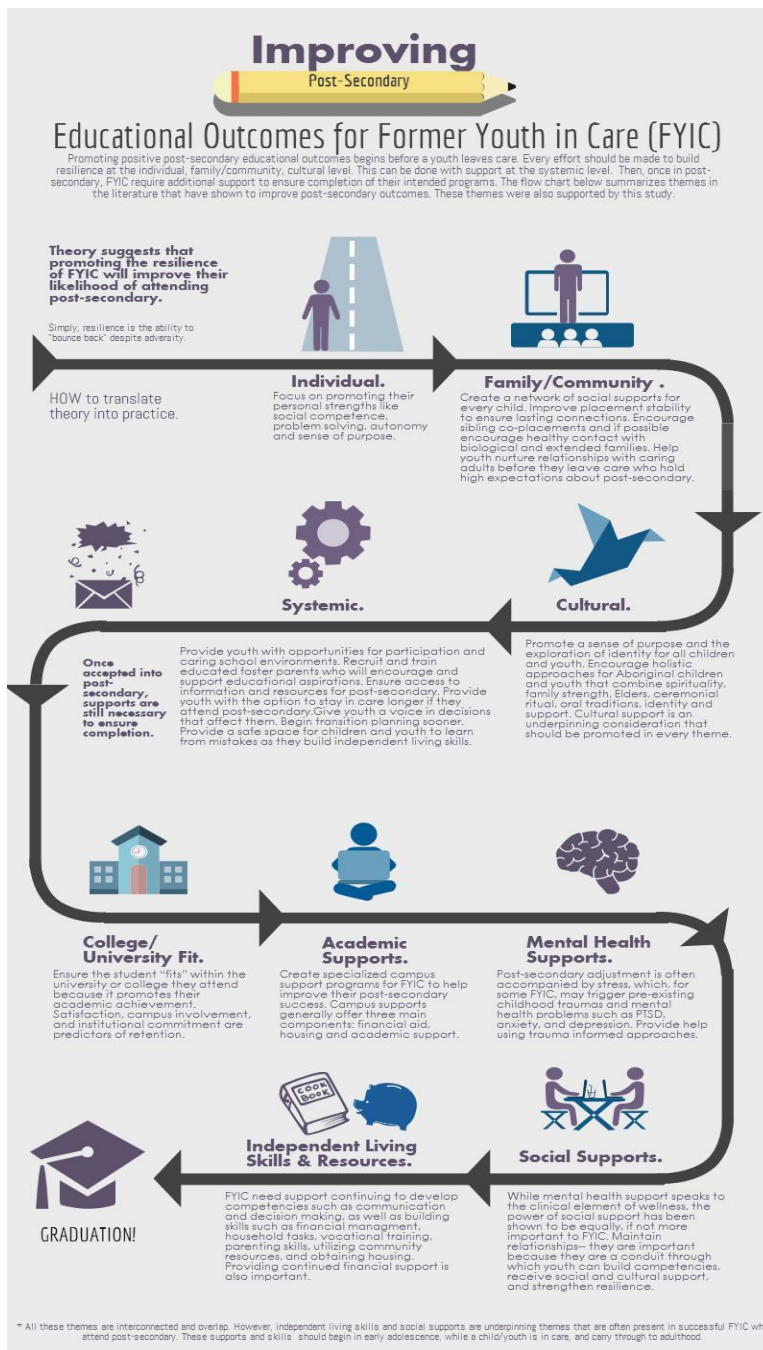 Improving
Post-Secondary
Educational Outcomes for Former Youth in Care (FYIC)
Promoting positive post-secondary educational outcomes begins before a youth leaves care. Every effort should be made to build
resilience at the individual, family/community, cultural level. This can be done with support at the systemic level. Then, once in post-
secondary, FYIC require additional support to ensure completion of their intended programs. The flow chart below summarizes themes in
the literature that have shown to improve post-secondary outcomes. These themes were also supported by this study.
Theory suggests that
promoting the resilience
of FYIC will improve their
likelihood of attending
post-secondary.
Simply, resilience is the ability to
"bounce back" despite adversity.
HOW to translate
theory into practice.
Individual.
Focus on promoting their
personal strengths like
social competence,
problem solving, autonomy
and sense of purpose.
Family/Community .
Create a network of social supports for
every child. Improve placement stability
to ensure lasting connections. Encourage
sibling co-placements and if possible
encourage healthy contact with
biological and extended families. Help
youth nurture relationships with caring
adults before they leave care who hold
high expectations about post-secondary.
Cultural.
Promote a sense of purpose and the
exploration of identity for all children
and youth. Encourage holistic
approaches for Aboriginal children
and youth that combine spirituality,
family strength, Elders, ceremonial
ritual, oral traditions, identity and
support. Cultural support is an
underpinning consideration that
should be promoted in every theme.
Systemic.
Provide youth with opportunities for participation and
caring school environments. Recruit and train
educated foster parents who will encourage and
support educational aspirations. Ensure access to
information and resources for post-secondary. Provide
youth with the option to stay in care longer if they
attend post-secondary.Give youth a voice in decisions
that affect them. Begin transition planning sooner.
Provide a safe space for children and youth to learn
from mistakes as they build independent living skills.
Once
accepted into
post-
secondary,
supports are
still necessary
to ensure
completion.
College/
University Fit.
Ensure the student "fits" within the
university or college they attend
because it promotes their
academic achievement.
Satisfaction, campus involvement,
and institutional commitment are
predictors of retention.
Academic
Supports.
Create specialized campus
support programs for FYIC to help
improve their post-secondary
success. Campus supports
generally offer three main
components: financial aid,
housing and academic support.
Mental Health
Supports.
Post-secondary adjustment is often
accompanied by stress, which, for
some FYIC, may trigger pre-existing
childhood traumas and mental
health problems such as PTSD,
anxiety, and depression. Provide help
using trauma informed approaches.
Social Supports.
While mental health support speaks to
the clinical element of wellness, the
power of social support has been
shown to be equally, if not more
important to FYIC. Maintain
relationships-- they are important
because they are a conduit through
which youth can build competencies,
receive social and cultural support,
and strengthen resilience.
COOK
BOOK
Independent Living
Skills & Resources.
FYIC need support continuing to develop
competencies such as communication
and decision making, as well as building
skills such as financial managment,
household tasks, vocational training,
parenting skills, utilizing community
resources, and obtaining housing.
Providing continued financial support is
also important.
GRADUATION!
* All these themes are interconnected and overlap. However, independent living skills and social supports are underpinning themes that are often present in successful FYIC wh
attend post-secondary. These supports and skills should begin in early adolescence, while a child/youth is in care, and carry through to adulthood.